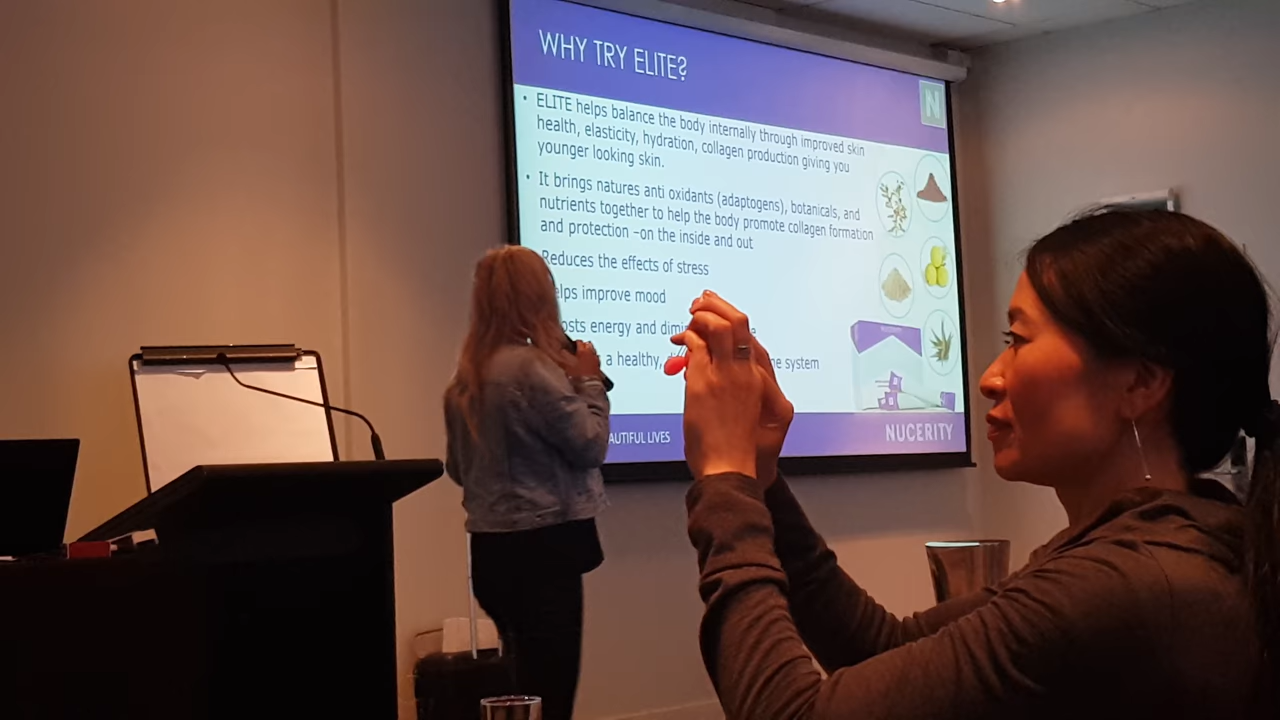 WHY TRY ELITE?
N
• ELITE helps balance the body internally through improved skin
health, elasticity, hydration, collagen production giving you
younger looking skin.
• It brings natures anti oxidants (adaptogens), botanicals, and
nutrients together to help the body promote collagen formation
and protection –on the inside and out
Reduces the effects of stress
elps improve mood
osts energy and dimi
a healthy, ne system
AUTIFUL LIVES
NUCERITY